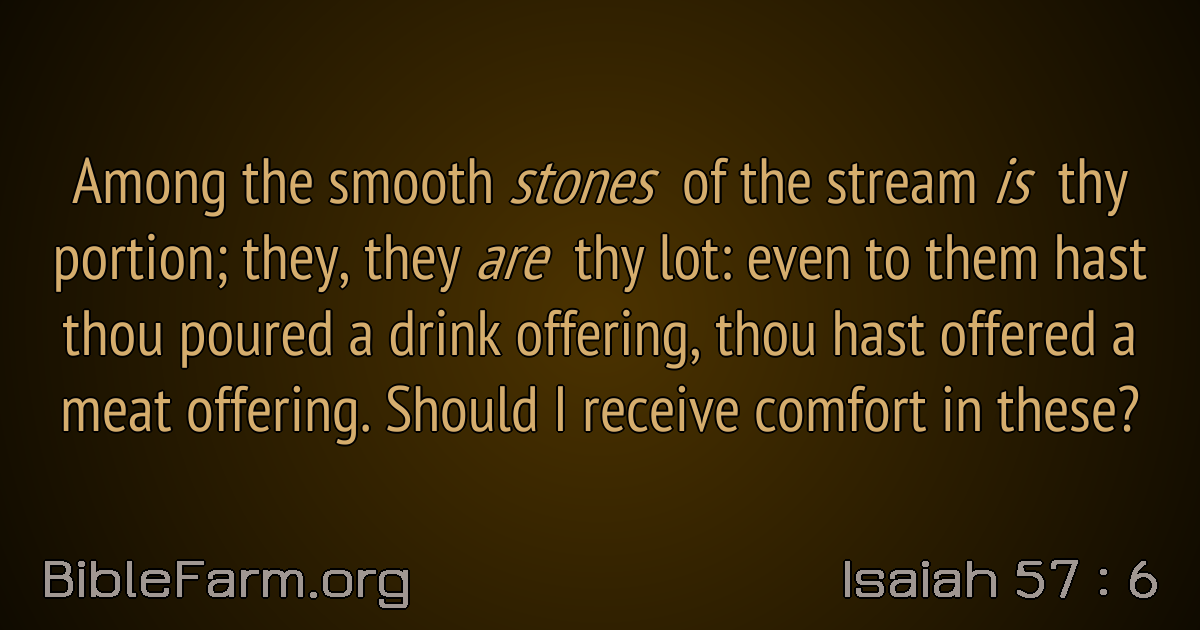 Among the smooth stones of the stream is thy
portion; they, they are thy lot: even to them hast
thou poured a drink offering, thou hast offered a
meat offering. Should I receive comfort in these?
BibleFarm.org
Isaiah 57 : 6